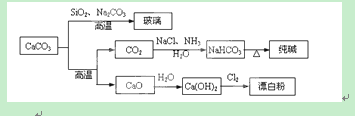 SiO₂、Na₂CO₃
高温
玻璃
CaCO₃
高温
CO₂
NaCl、NH₃
H₂O
NaHCO₃
△
纯碱
CaO
H₂O
Ca(OH)₂
Cl₂
漂白粉